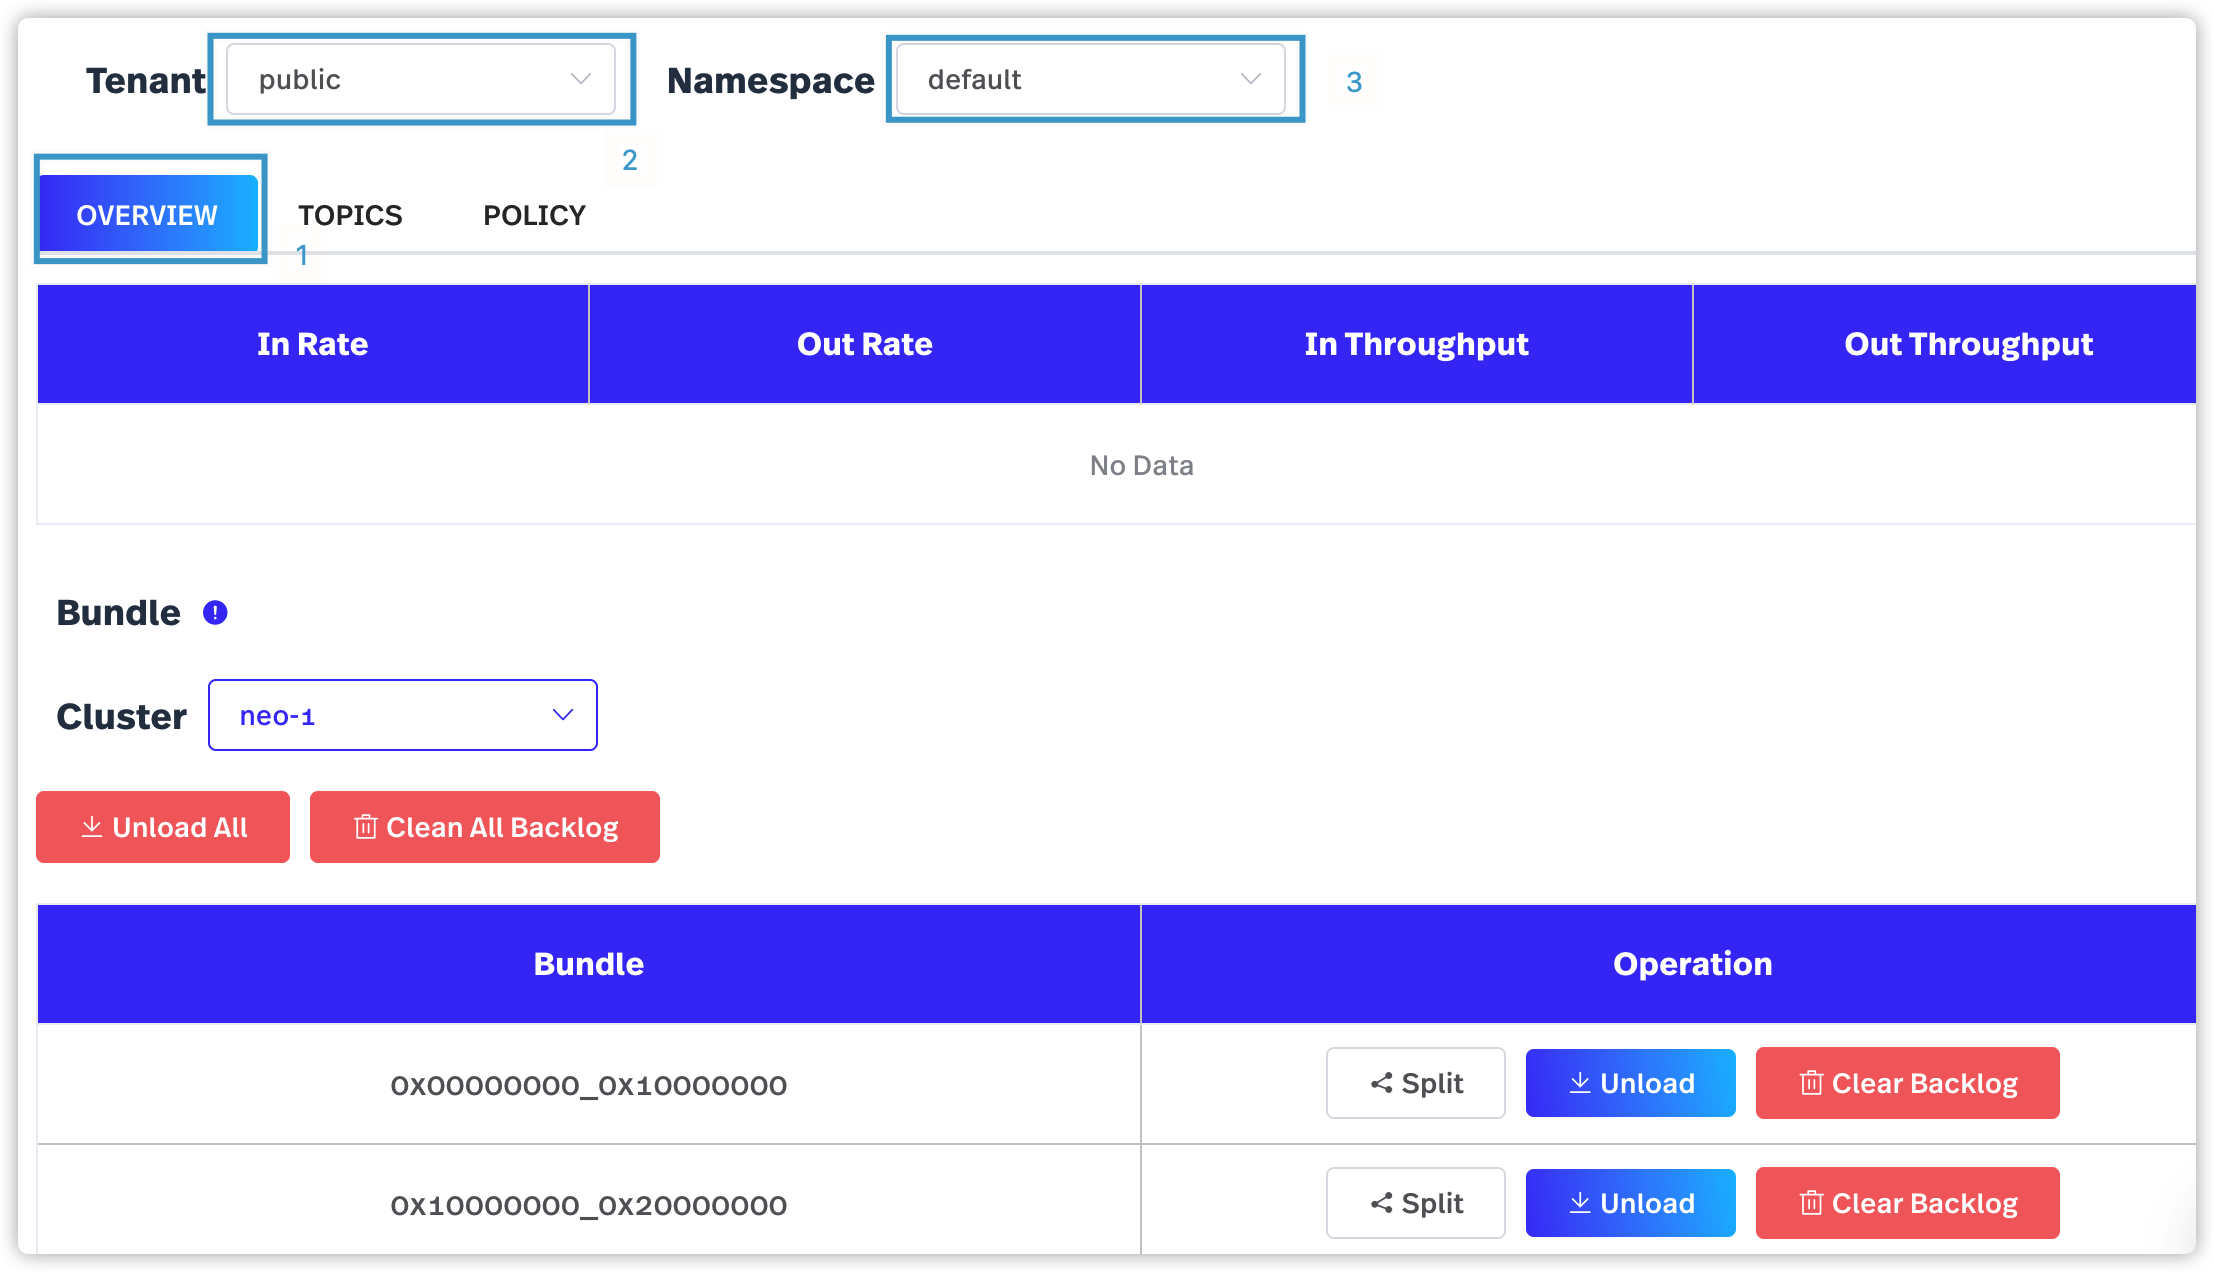 Tenant public Namespace default 3
2
OVERVIEW TOPICS POLICY
1
In Rate Out Rate In Throughput Out Throughput
No Data
Bundle !
Cluster neo-1
Unload All Clean All Backlog
Bundle Operation
0x00000000_0x10000000 Split Unload Clear Backlog
0x10000000_0x20000000 Split Unload Clear Backlog